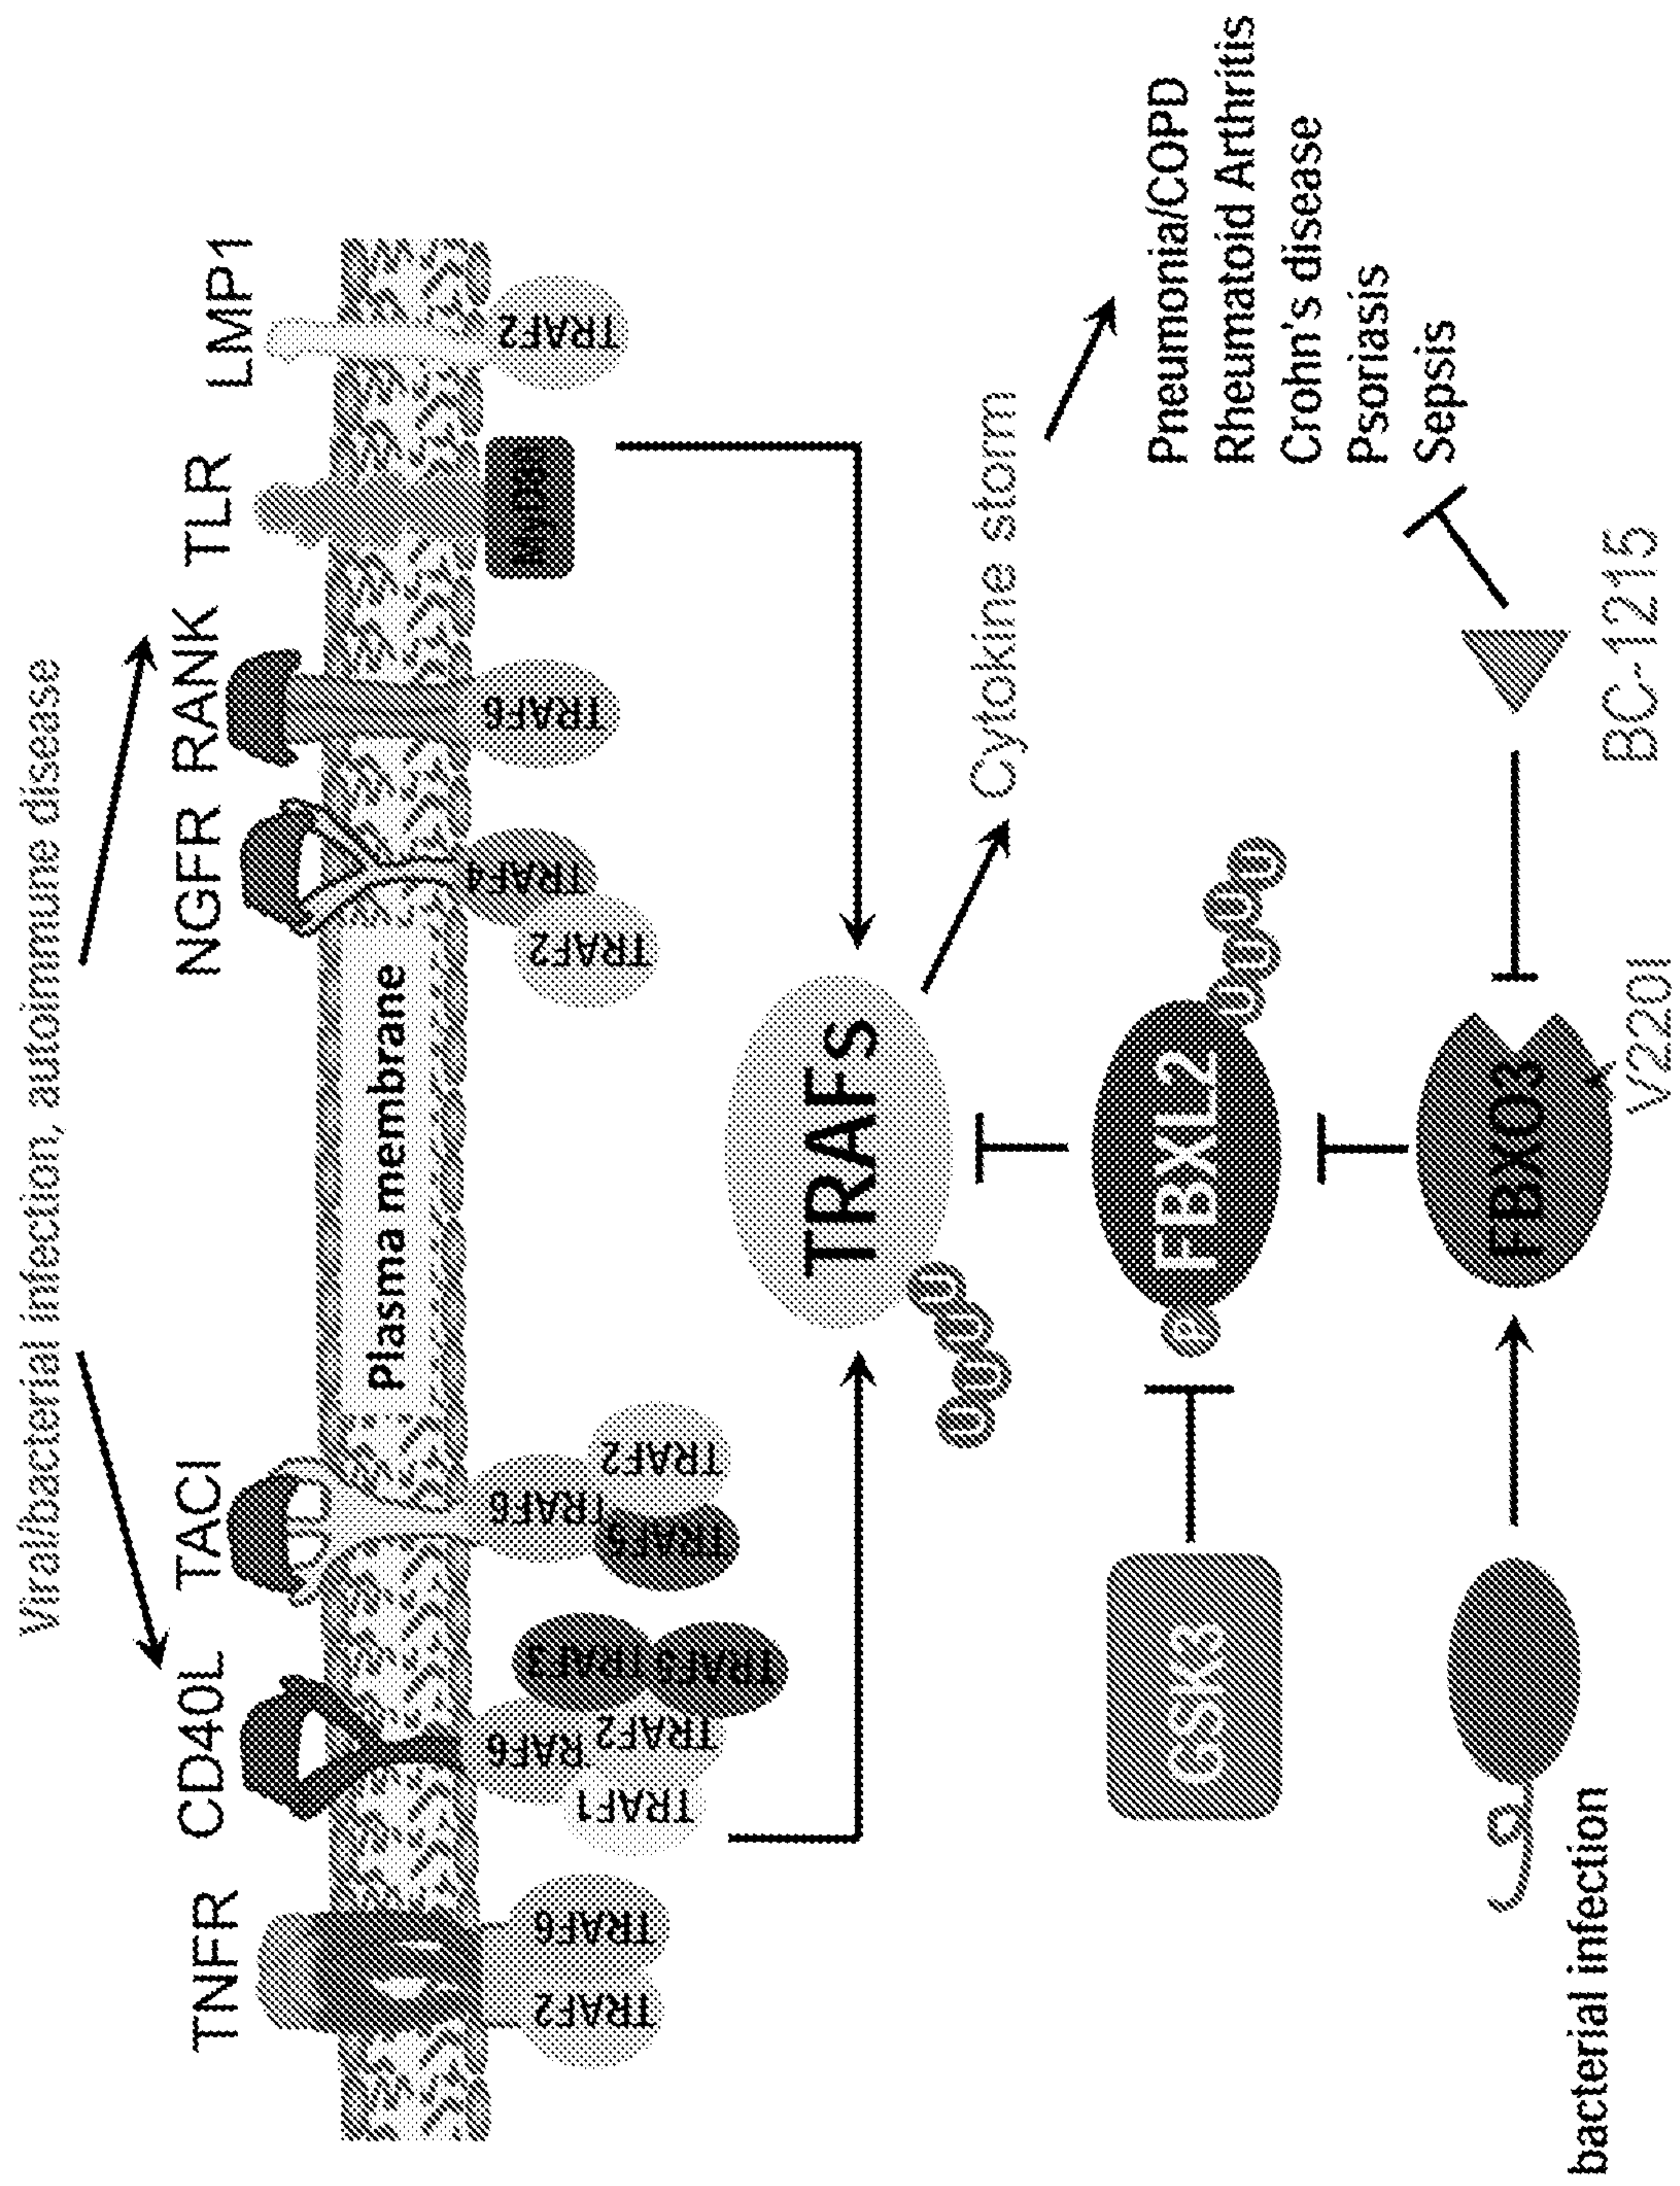 Viral/bacterial infection, autoimmune disease
TNFR
CD40L
TACI
NGFR
RANK
TLR
LMP1
Plasma membrane
TRAF2
TRAF6
TRAF1
RAF6
TRAF2
TRAF3
TRAF5
TRAF6
TRAF5
TRAF2
TRAF2
TRAF4
TRAF6
TRAF2
TRAFS
U
U
U
U
Cytokine storm
GSK3
P
FBXL2
U
U
U
U
Pneumonia/COPD
Rheumatoid Arthritis
Crohn's disease
Psoriasis
Sepsis
bacterial infection
FBXO3
V220I
BC-1215